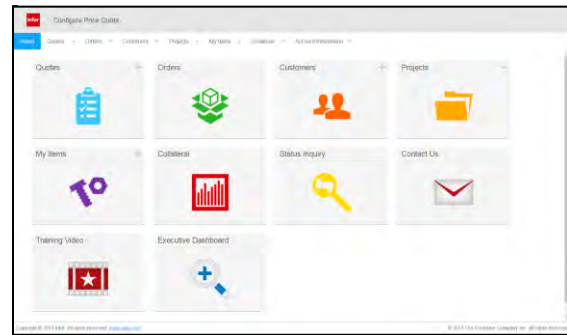 infor Configure Price Quote
Home Quotes Orders Customers Projects My Items Collateral Account Information
Quotes Orders Customers Projects
My Items Collateral Status Inquiry Contact Us
Training Video Executive Dashboard